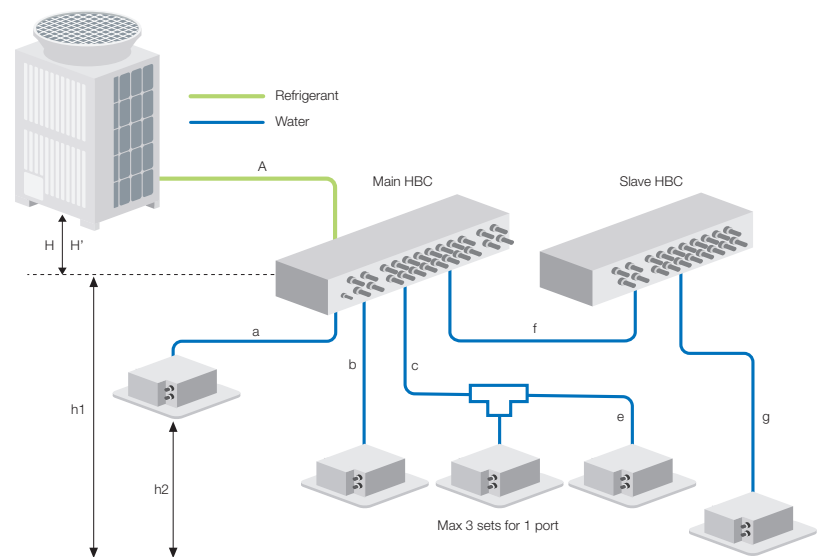 Refrigerant
Water
A
Main HBC
Slave HBC
H H’
a
f
b
c
h1
e
g
h2
Max 3 sets for 1 port